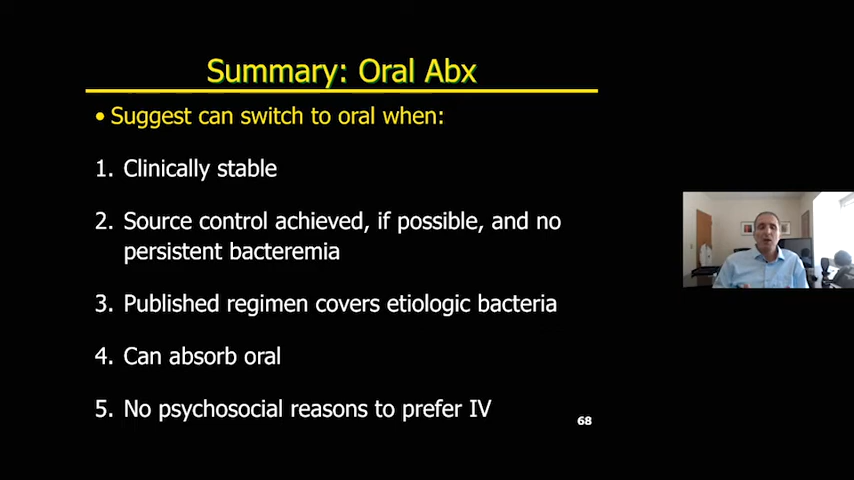 Summary: Oral Abx
• Suggest can switch to oral when:
1. Clinically stable
2. Source control achieved, if possible, and no
persistent bacteremia
3. Published regimen covers etiologic bacteria
4. Can absorb oral
5. No psychosocial reasons to prefer IV
68